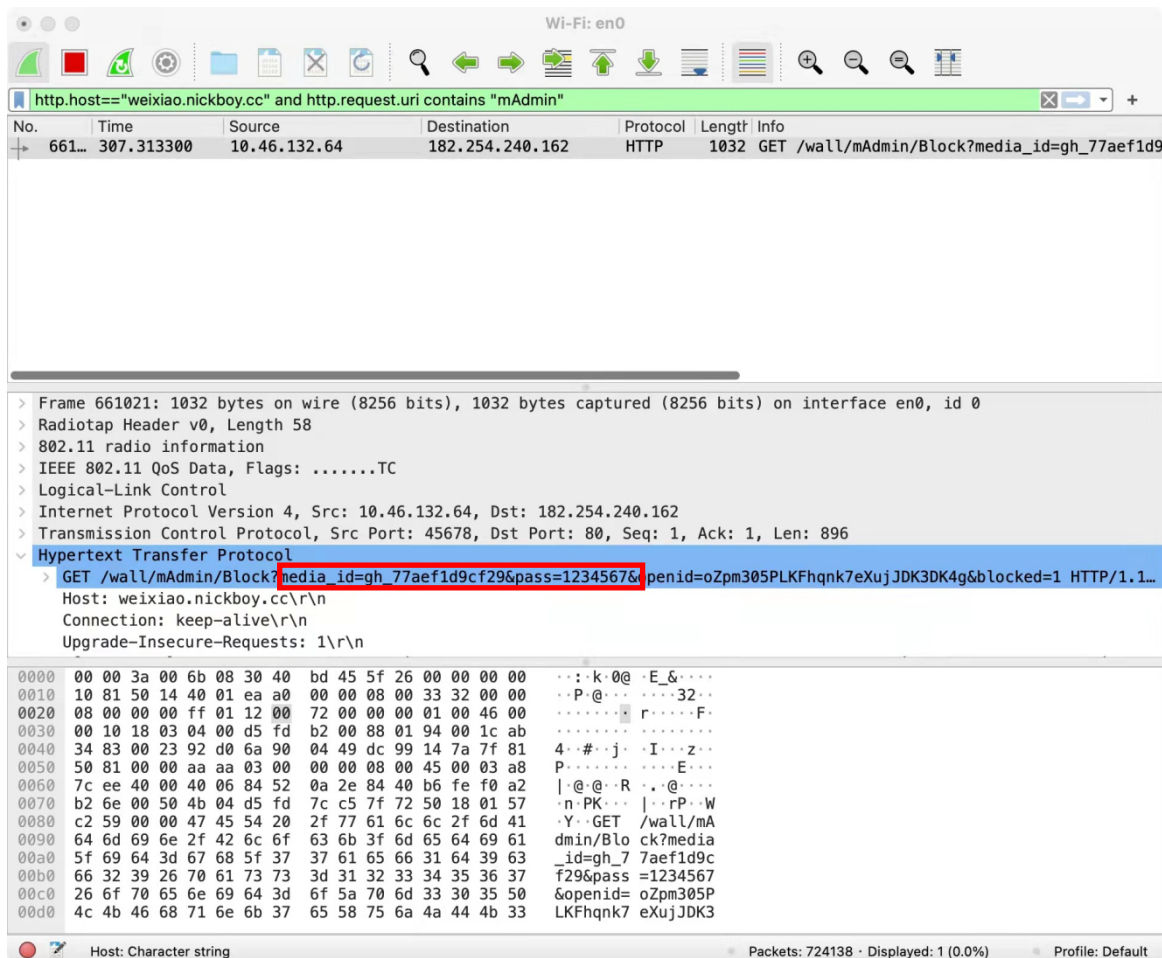 Wi-Fi: en0
http.host=="weixiao.nickboy.cc" and http.request.uri contains "mAdmin"
No. Time Source Destination Protocol Length Info
661… 307.313300 10.46.132.64 182.254.240.162 HTTP 1032 GET /wall/mAdmin/Block?media_id=gh_77aef1d9
> Frame 661021: 1032 bytes on wire (8256 bits), 1032 bytes captured (8256 bits) on interface en0, id 0
> Radiotap Header v0, Length 58
> 802.11 radio information
> IEEE 802.11 QoS Data, Flags: .......TC
> Logical-Link Control
> Internet Protocol Version 4, Src: 10.46.132.64, Dst: 182.254.240.162
> Transmission Control Protocol, Src Port: 45678, Dst Port: 80, Seq: 1, Ack: 1, Len: 896
Hypertext Transfer Protocol
> GET /wall/mAdmin/Block?media_id=gh_77aef1d9cf29&pass=1234567&openid=oZpm305PLKFhqnk7eXujJDK3DK4g&blocked=1 HTTP/1.1…
Host: weixiao.nickboy.cc\r\n
Connection: keep-alive\r\n
Upgrade-Insecure-Requests: 1\r\n
0000 00 00 3a 00 6b 08 30 40 bd 45 5f 26 00 00 00 00 ··:·k·0@ ·E_&····
0010 10 81 50 14 40 01 ea a0 00 00 08 00 33 32 00 00 ··P·@··· ····32··
0020 08 00 00 00 ff 01 12 00 72 00 00 00 01 00 46 00 ········ r·····F·
0030 00 10 18 03 04 00 d5 fd b2 00 88 01 94 00 1c ab ········ ········
0040 34 83 00 23 92 d0 6a 90 04 49 dc 99 14 7a 7f 81 4··#··j· ·I···z··
0050 50 81 00 00 aa aa 03 00 00 00 08 00 45 00 03 a8 P······· ····E···
0060 7c ee 40 00 40 06 84 52 0a 2e 84 40 b6 fe f0 a2 |·@·@··R ·.·@····
0070 b2 6e 00 50 4b 04 d5 fd 7c c5 7f 72 50 18 01 57 ·n·PK··· |··rP··W
0080 c2 59 00 00 47 45 54 20 2f 77 61 6c 6c 2f 6d 41 ·Y··GET /wall/mA
0090 64 6d 69 6e 2f 42 6c 6f 63 6b 3f 6d 65 64 69 61 dmin/Blo ck?media
00a0 5f 69 64 3d 67 68 5f 37 37 61 65 66 31 64 39 63 _id=gh_7 7aef1d9c
00b0 66 32 39 26 70 61 73 73 3d 31 32 33 34 35 36 37 f29&pass =1234567
00c0 26 6f 70 65 6e 69 64 3d 6f 5a 70 6d 33 30 35 50 &openid= oZpm305P
00d0 4c 4b 46 68 71 6e 6b 37 65 58 75 6a 4a 44 4b 33 LKFhqnk7 eXujJDK3
Host: Character string Packets: 724138 · Displayed: 1 (0.0%) Profile: Default